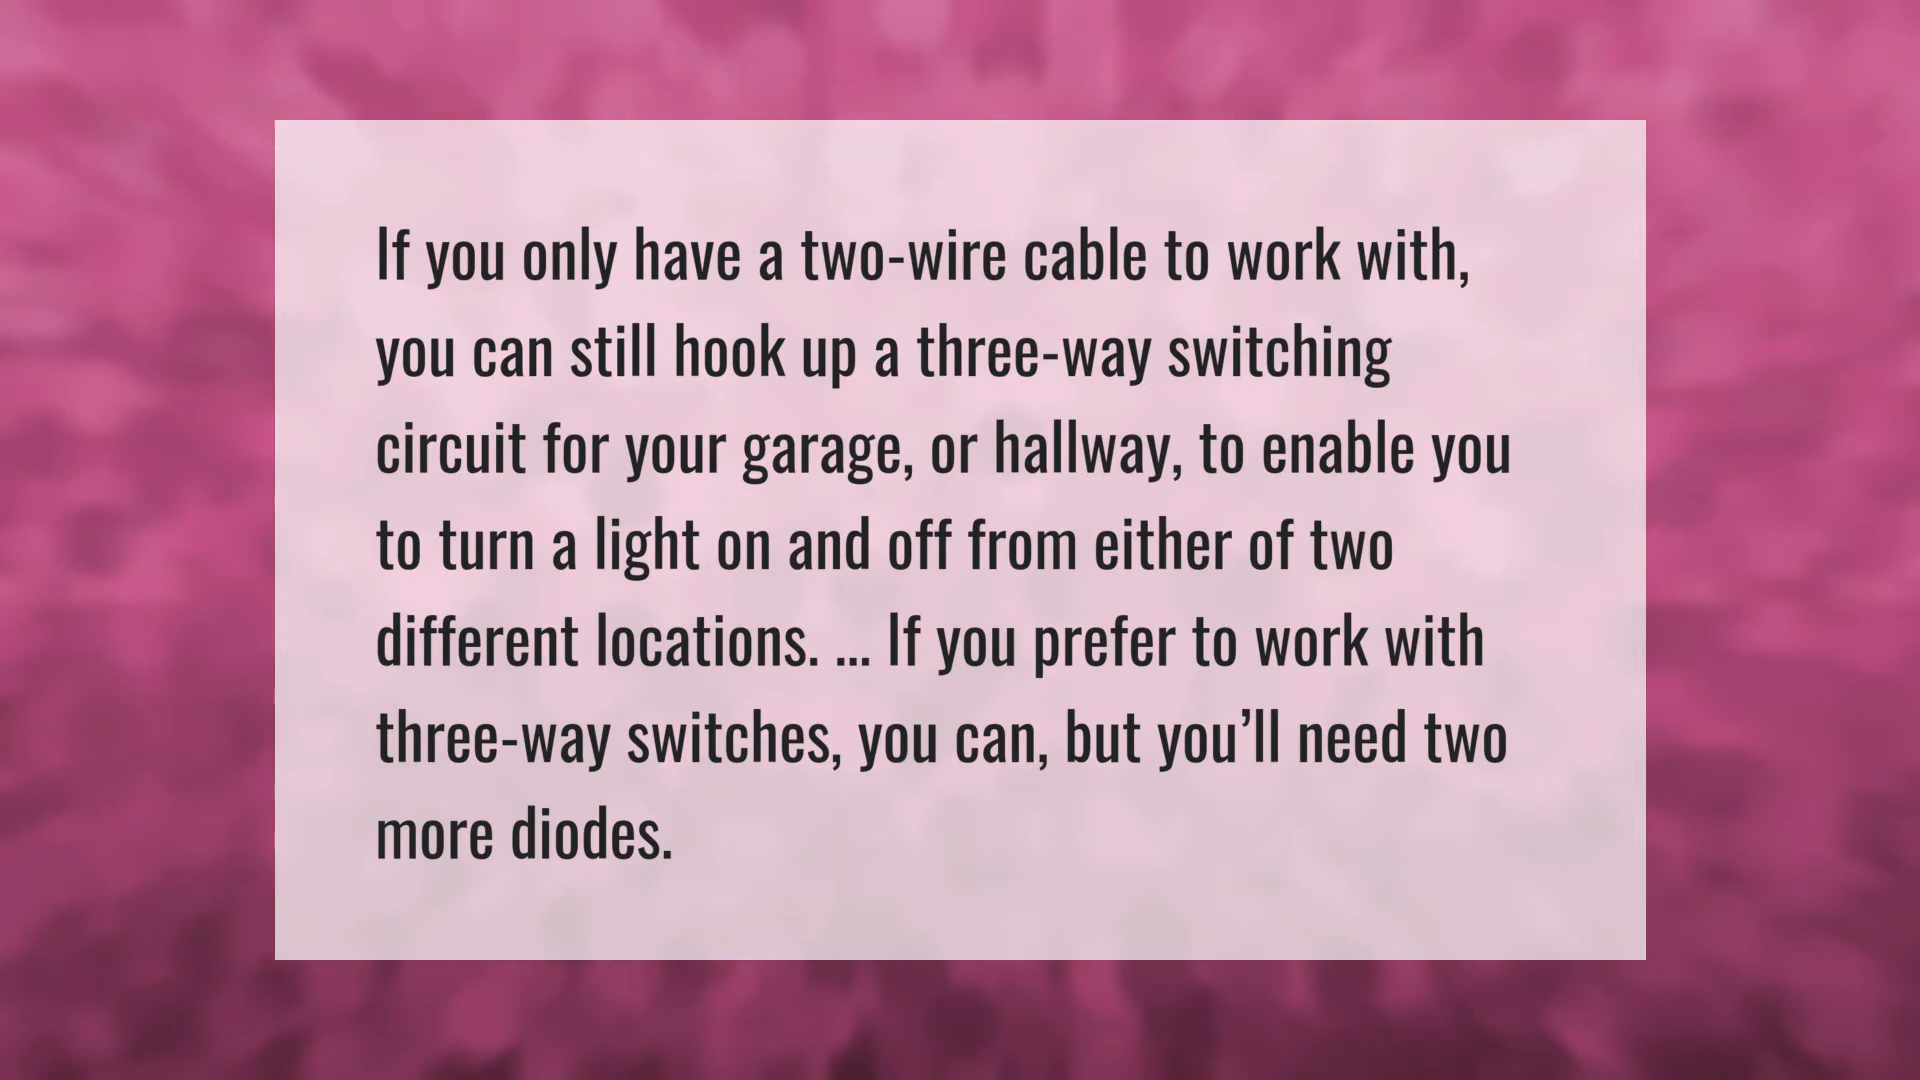 If you only have a two-wire cable to work with,
you can still hook up a three-way switching
circuit for your garage, or hallway, to enable you
to turn a light on and off from either of two
different locations. ... If you prefer to work with
three-way switches, you can, but you’ll need two
more diodes.